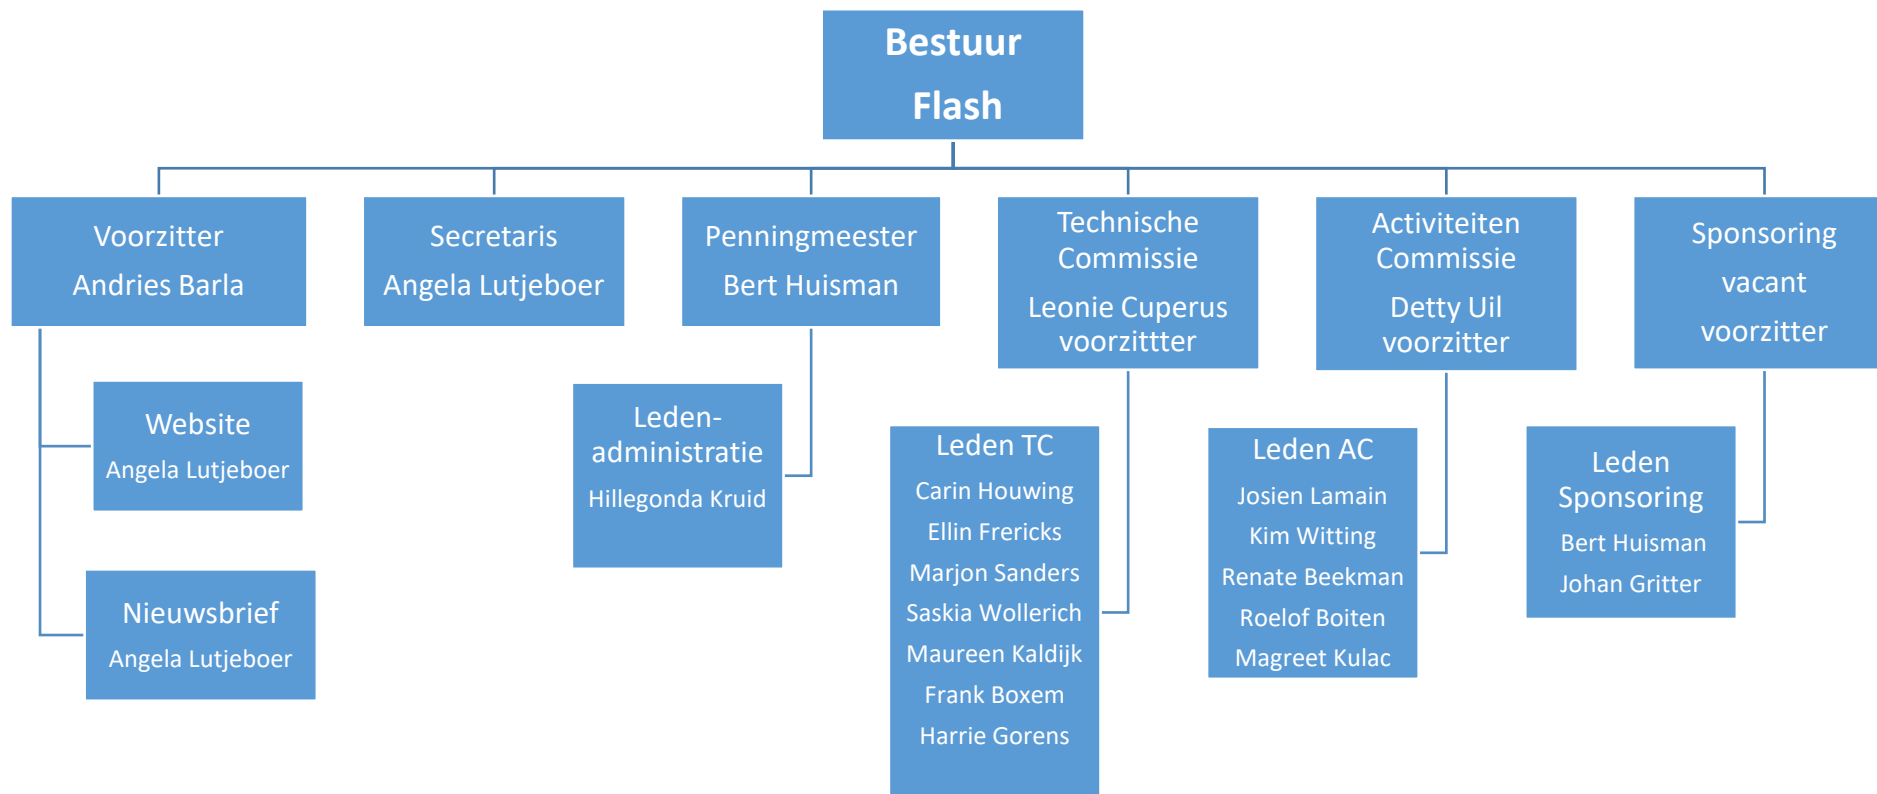 Bestuur
Flash
Voorzitter
Andries Barla
Secretaris
Angela Lutjeboer
Penningmeester
Bert Huisman
Technische
Commissie
Leonie Cuperus
voorzittter
Activiteiten
Commissie
Detty Uil
voorzitter
Sponsoring
vacant
voorzitter
Website
Angela Lutjeboer
Nieuwsbrief
Angela Lutjeboer
Leden-
administratie
Hillegonda Kruid
Leden TC
Carin Houwing
Ellin Frericks
Marjon Sanders
Saskia Wollerich
Maureen Kaldijk
Frank Boxem
Harrie Gorens
Leden AC
Josien Lamain
Kim Witting
Renate Beekman
Roelof Boiten
Magreet Kulac
Leden
Sponsoring
Bert Huisman
Johan Gritter